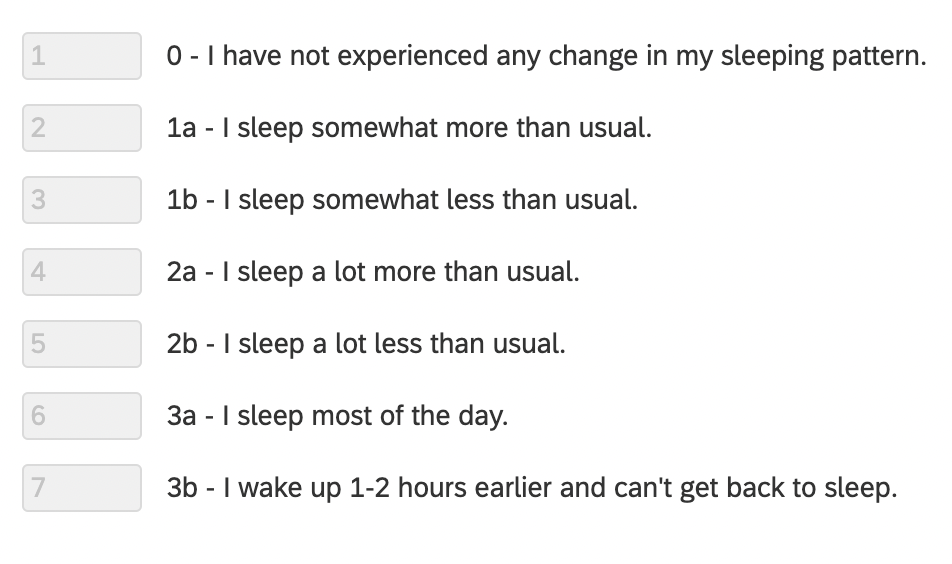 1 0 - I have not experienced any change in my sleeping pattern.
2 1a - I sleep somewhat more than usual.
3 1b - I sleep somewhat less than usual.
4 2a - I sleep a lot more than usual.
5 2b - I sleep a lot less than usual.
6 3a - I sleep most of the day.
7 3b - I wake up 1-2 hours earlier and can't get back to sleep.